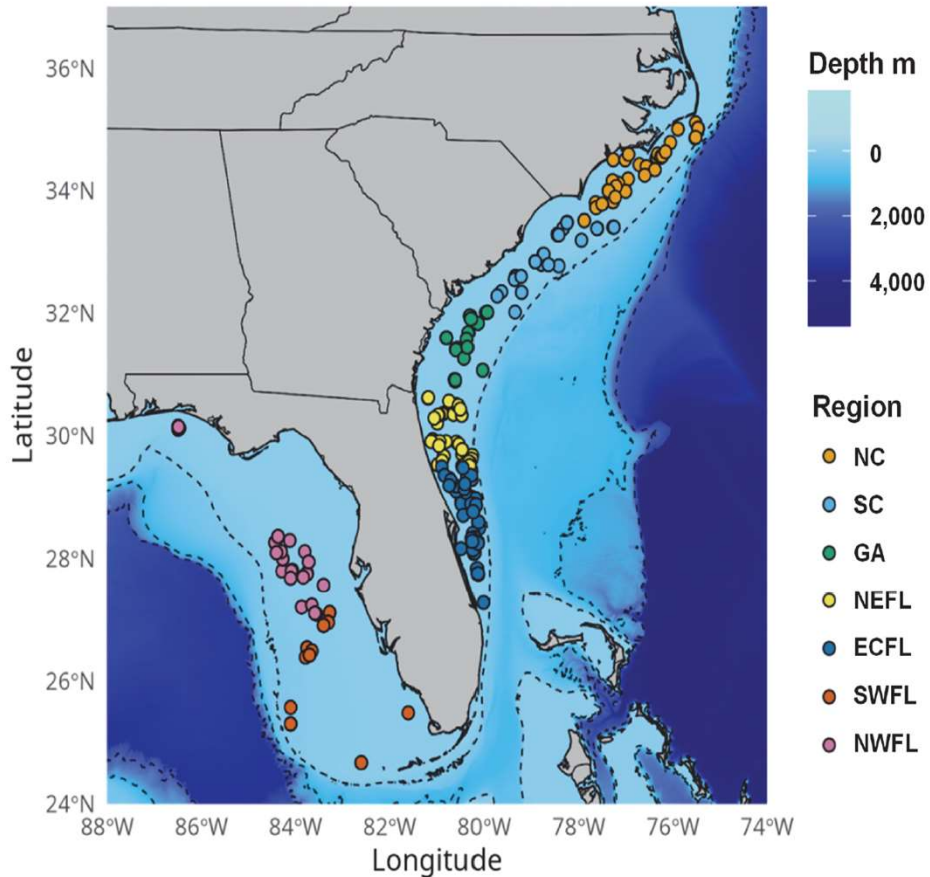 36°N
34°N
32°N
30°N
28°N
26°N
24°N
Latitude
88°W 86°W 84°W 82°W 80°W 78°W 76°W 74°W
Longitude
Depth m
0
2,000
4,000
Region
NC
SC
GA
NEFL
ECFL
SWFL
NWFL